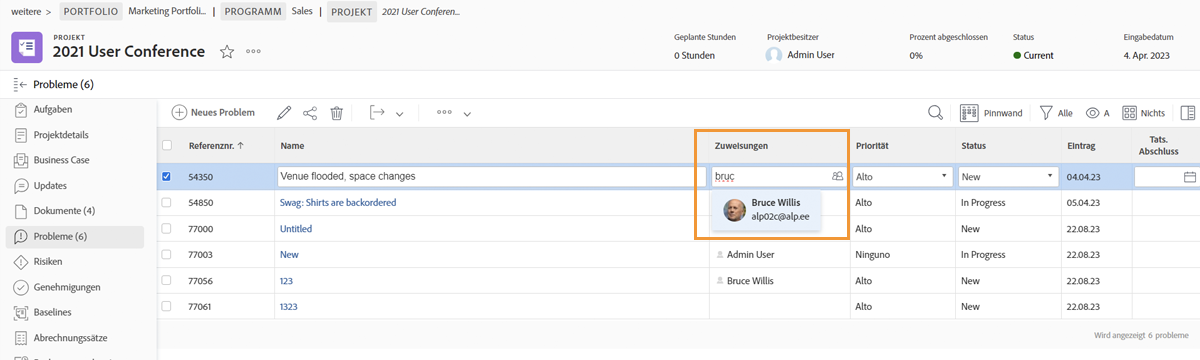 weitere > PORTFOLIO Marketing Portfoli... | PROGRAMM Sales | PROJEKT 2021 User Conferen...
PROJEKT
2021 User Conference
Geplante Stunden Projektbesitzer Prozent abgeschlossen Status Eingabedatum
0 Stunden Admin User 0% Current 4. Apr. 2023
Probleme (6)
Aufgaben
Projektdetails
Business Case
Updates
Dokumente (4)
Probleme (6)
Risiken
Genehmigungen
Baselines
Abrechnungssätze
Neues Problem Pinnwand Alle A Nichts
Referenznr. ↑ Name Zuweisungen Priorität Status Eintrag Tats. Abschluss
54350 Venue flooded, space changes bruc Alto New 04.04.23
Bruce Willis
alp02c@alp.ee
54850 Swag: Shirts are backordered Alto In Progress 05.04.23
77000 Untitled Alto New 22.08.23
77003 New Admin User Ninguno In Progress 22.08.23
77056 123 Bruce Willis Alto New 22.08.23
77061 1323 Alto New 22.08.23
Wird angezeigt 6 probleme